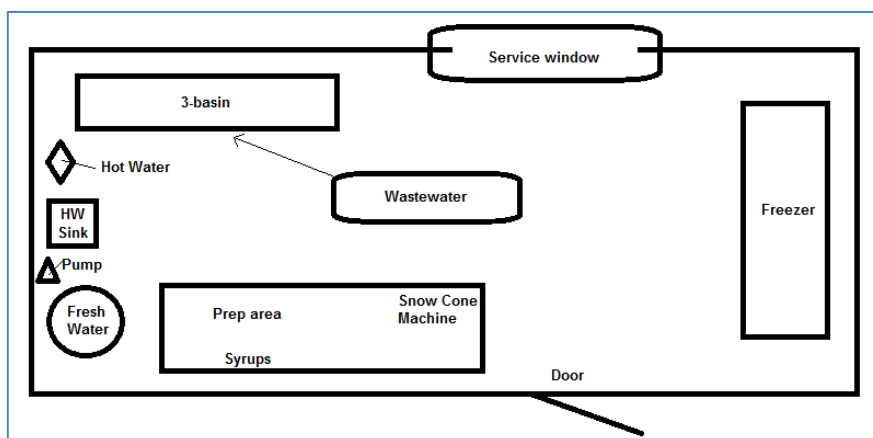 Service window
3-basin
Hot Water
Wastewater
HW
Sink
Freezer
Pump
Fresh
Water
Prep area
Snow Cone
Machine
Syrups
Door